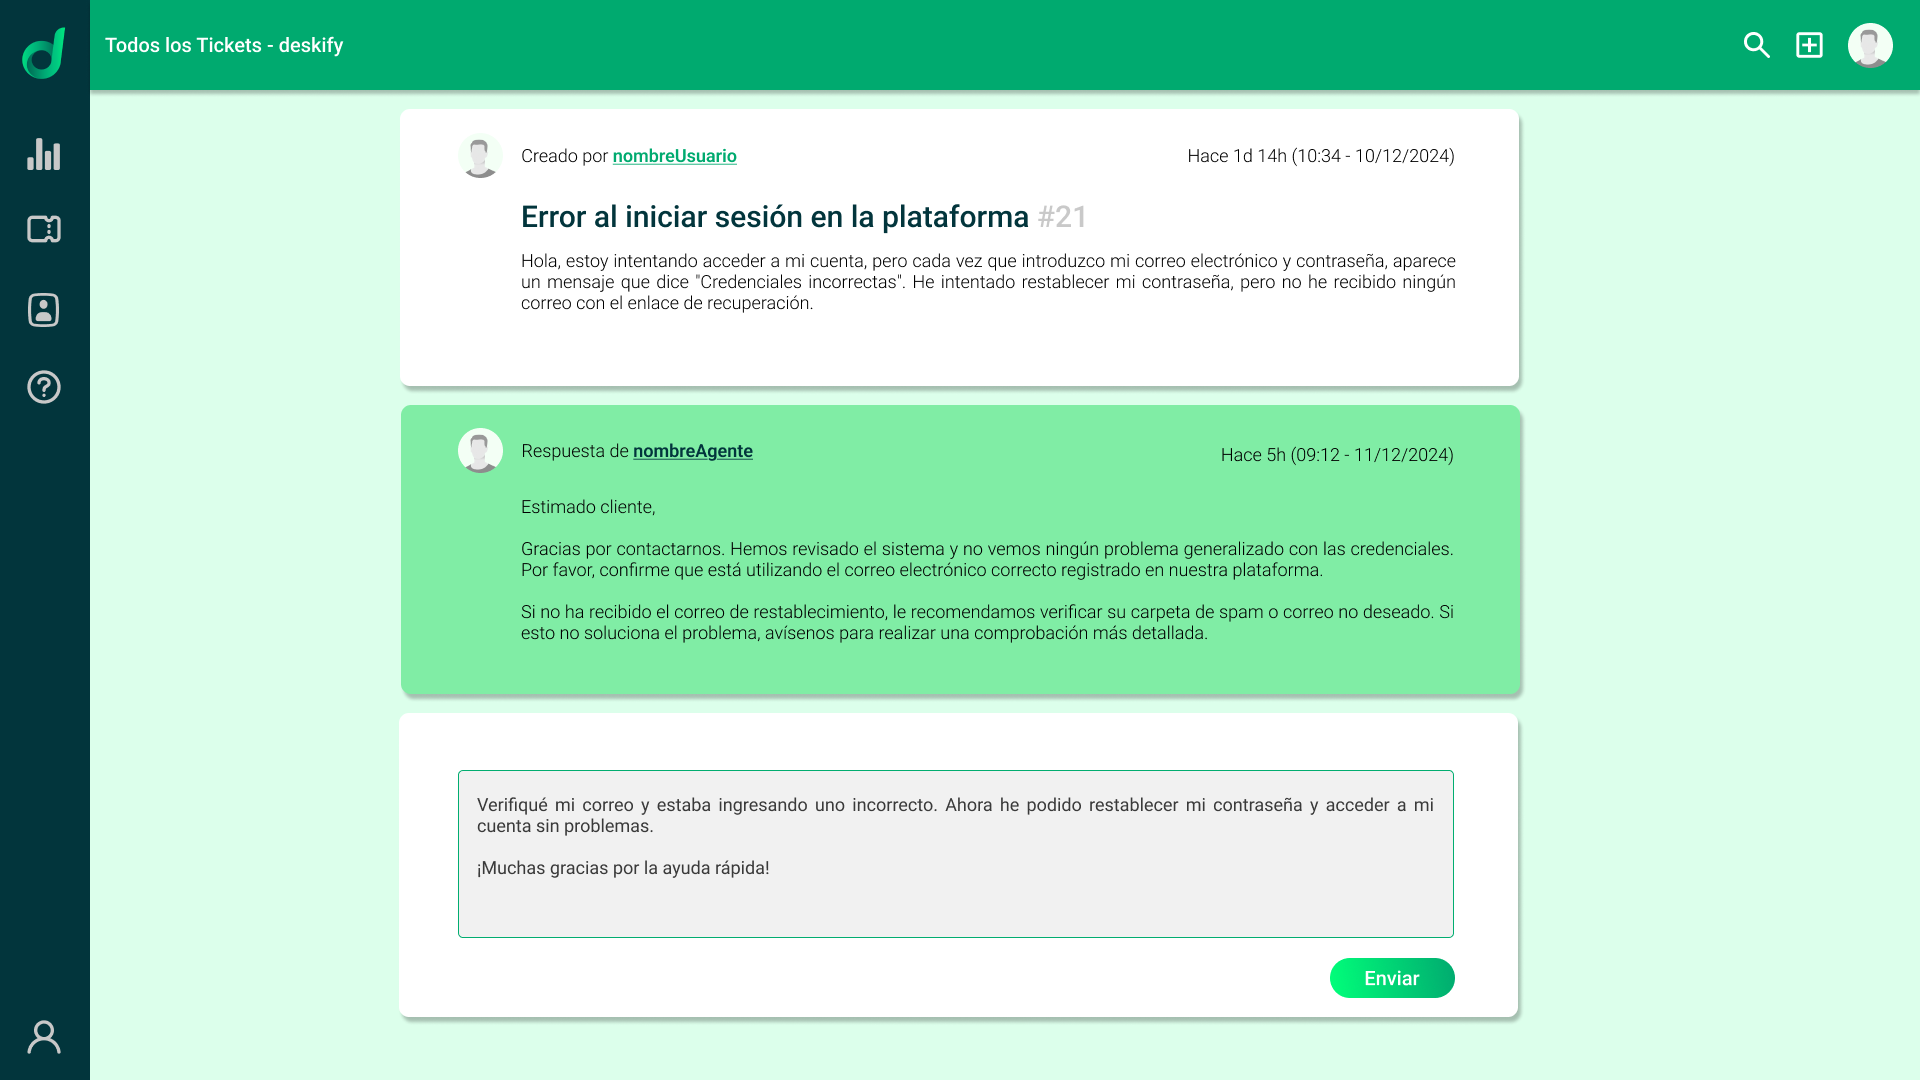 Todos los Tickets - deskify
Creado por nombreUsuario
Hace 1d 14h (10:34 - 10/12/2024)
Error al iniciar sesión en la plataforma #21
Hola, estoy intentando acceder a mi cuenta, pero cada vez que introduzco mi correo electrónico y contraseña, aparece
un mensaje que dice "Credenciales incorrectas". He intentado restablecer mi contraseña, pero no he recibido ningún
correo con el enlace de recuperación.
Respuesta de nombreAgente
Hace 5h (09:12 - 11/12/2024)
Estimado cliente,
Gracias por contactarnos. Hemos revisado el sistema y no vemos ningún problema generalizado con las credenciales.
Por favor, confirme que está utilizando el correo electrónico correcto registrado en nuestra plataforma.
Si no ha recibido el correo de restablecimiento, le recomendamos verificar su carpeta de spam o correo no deseado. Si
esto no soluciona el problema, avísenos para realizar una comprobación más detallada.
Verifiqué mi correo y estaba ingresando uno incorrecto. Ahora he podido restablecer mi contraseña y acceder a mi
cuenta sin problemas.
¡Muchas gracias por la ayuda rápida!
Enviar